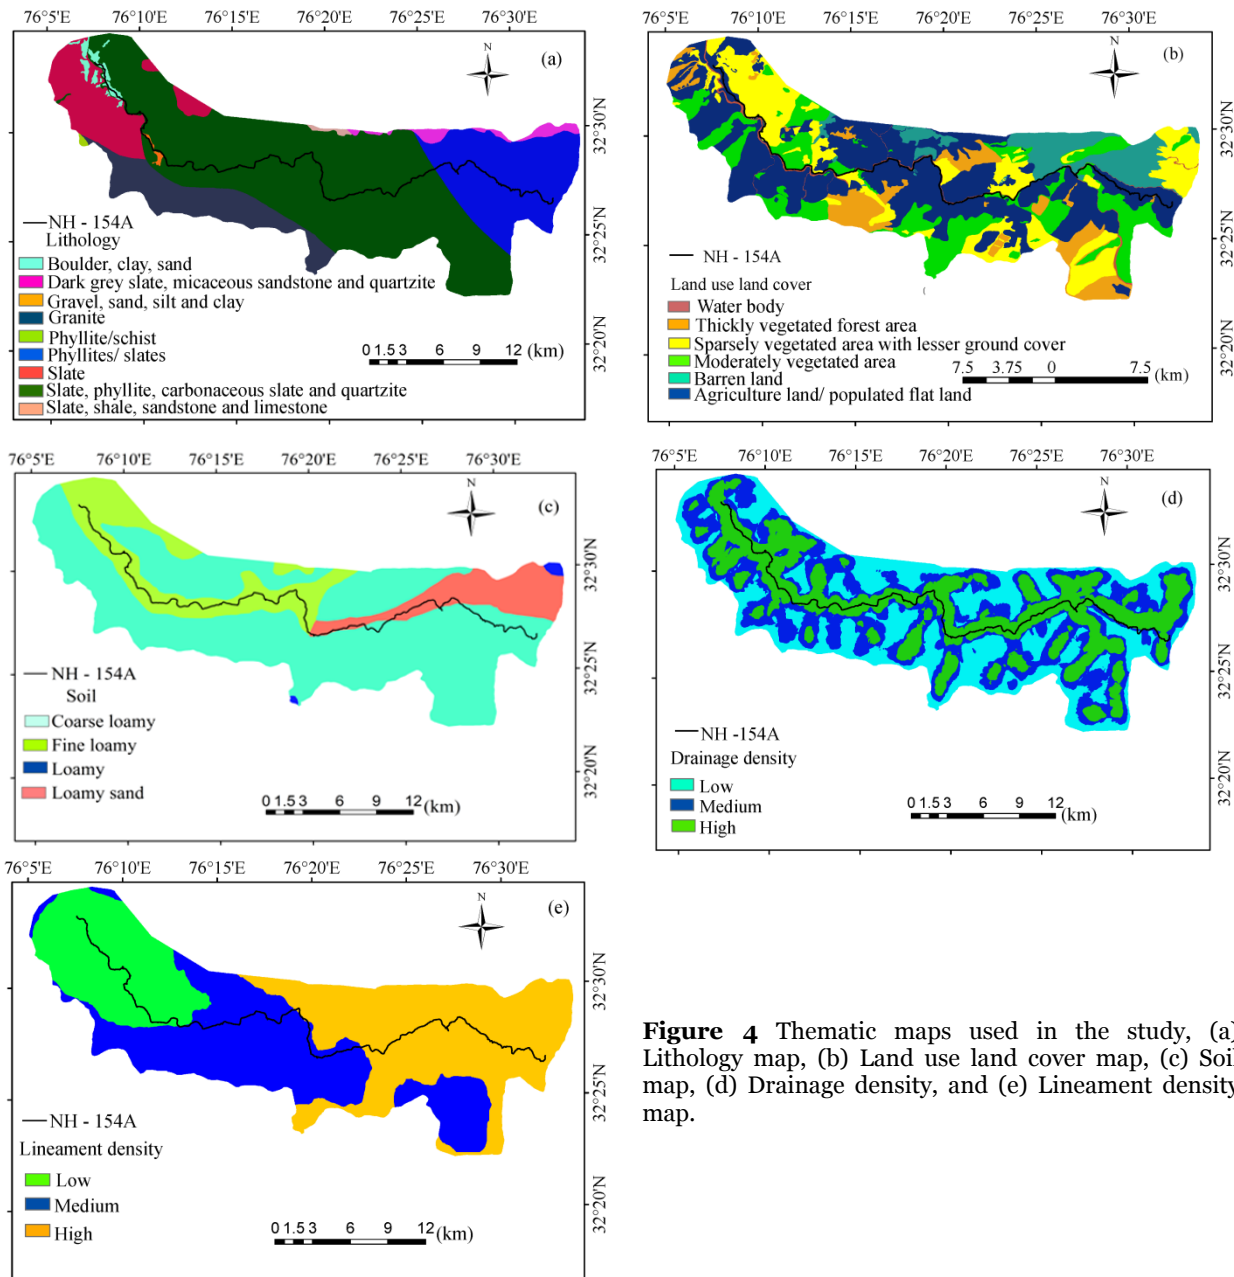 76°5'E 76°10'E 76°15'E 76°20'E 76°25'E 76°30'E
N
(a)
32°30'N
32°25'N
32°20'N
NH - 154A
Lithology
Boulder, clay, sand
Dark grey slate, micaceous sandstone and quartzite
Gravel, sand, silt and clay
Granite
Phyllite/schist
Phyllites/ slates
Slate
Slate, phyllite, carbonaceous slate and quartzite
Slate, shale, sandstone and limestone
0 1.5 3 6 9 12 (km)
76°5'E 76°10'E 76°15'E 76°20'E 76°25'E 76°30'E
N
(b)
32°30'N
32°25'N
32°20'N
NH - 154A
Land use land cover
Water body
Thickly vegetated forest area
Sparsely vegetated area with lesser ground cover
Moderately vegetated area
Barren land
Agriculture land/ populated flat land
7.5 3.75 0 7.5 (km)
76°5'E 76°10'E 76°15'E 76°20'E 76°25'E 76°30'E
N
(c)
32°30'N
32°25'N
32°20'N
NH - 154A
Soil
Coarse loamy
Fine loamy
Loamy
Loamy sand
0 1.5 3 6 9 12 (km)
76°5'E 76°10'E 76°15'E 76°20'E 76°25'E 76°30'E
N
(d)
32°30'N
32°25'N
32°20'N
NH -154A
Drainage density
Low
Medium
High
0 1.5 3 6 9 12 (km)
76°5'E 76°10'E 76°15'E 76°20'E 76°25'E 76°30'E
N
(e)
32°30'N
32°25'N
32°20'N
NH - 154A
Lineament density
Low
Medium
High
0 1.5 3 6 9 12 (km)
Figure 4 Thematic maps used in the study, (a)
Lithology map, (b) Land use land cover map, (c) Soil
map, (d) Drainage density, and (e) Lineament density
map.